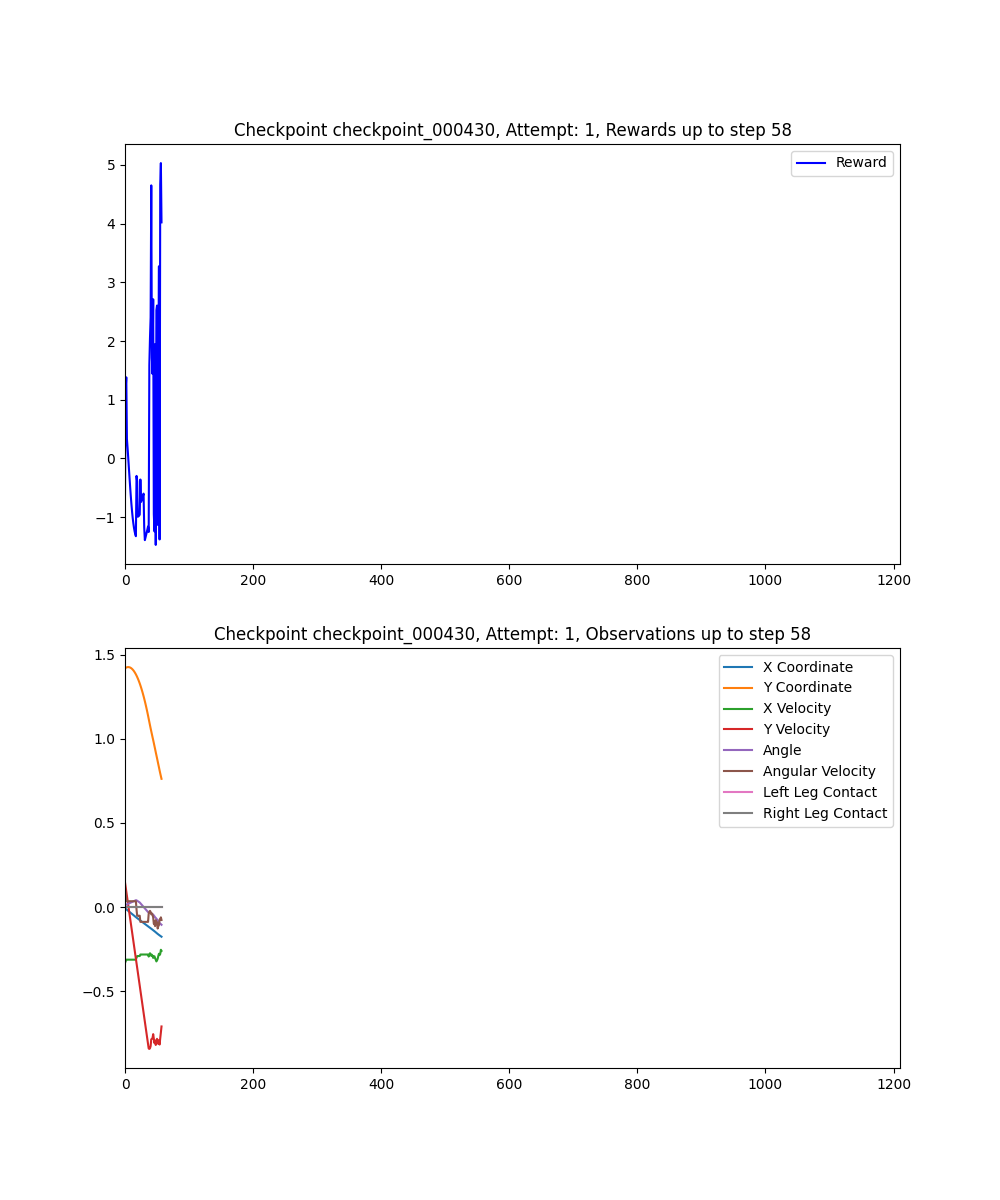 Checkpoint checkpoint_000430, Attempt: 1, Rewards up to step 58
Reward
5
4
3
2
1
0
−1
0 200 400 600 800 1000 1200
Checkpoint checkpoint_000430, Attempt: 1, Observations up to step 58
X Coordinate
Y Coordinate
X Velocity
Y Velocity
Angle
Angular Velocity
Left Leg Contact
Right Leg Contact
1.5
1.0
0.5
0.0
−0.5
0 200 400 600 800 1000 1200